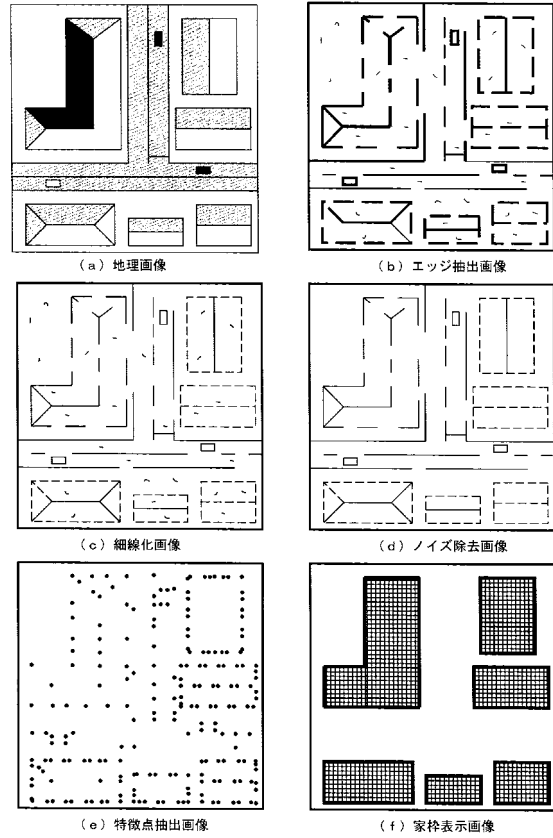 (a) 地理画像
(b) エッジ抽出画像
(c) 細線化画像
(d) ノイズ除去画像
(e) 特徴点抽出画像
(f) 家枠表示画像